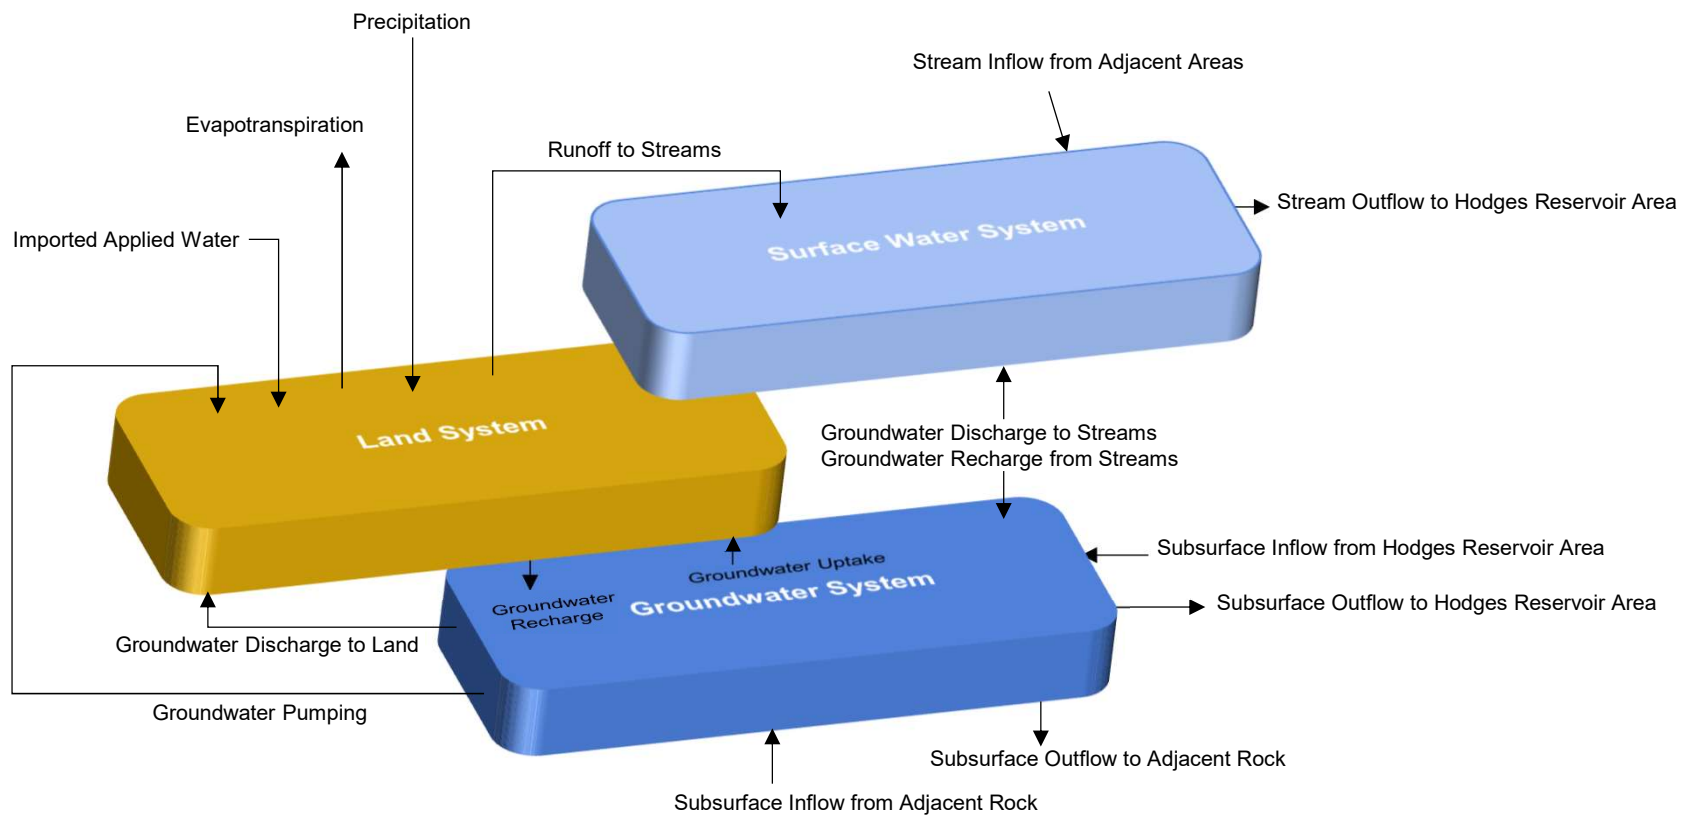 Precipitation
Stream Inflow from Adjacent Areas
Evapotranspiration
Runoff to Streams
Stream Outflow to Hodges Reservoir Area
Imported Applied Water
Surface Water System
Land System
Groundwater Discharge to Streams
Groundwater Recharge from Streams
Subsurface Inflow from Hodges Reservoir Area
Groundwater Uptake
Groundwater System
Groundwater
Recharge
Subsurface Outflow to Hodges Reservoir Area
Groundwater Discharge to Land
Groundwater Pumping
Subsurface Outflow to Adjacent Rock
Subsurface Inflow from Adjacent Rock